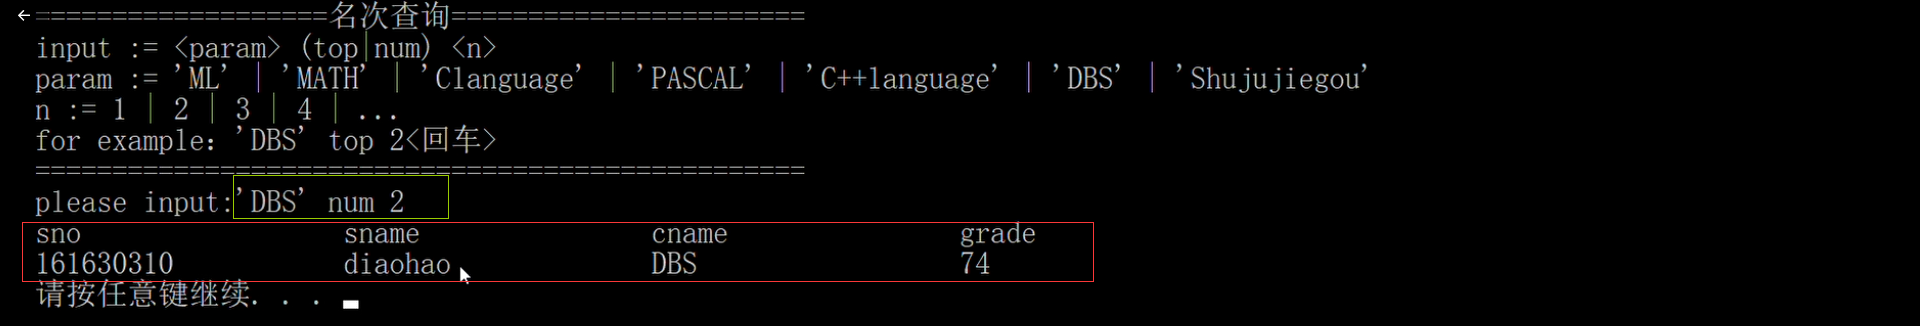 ==================名次查询=======================
input := <param> (top|num) <n>
param := 'ML' | 'MATH' | 'Clanguage' | 'PASCAL' | 'C++language' | 'DBS' | 'Shujujiegou'
n := 1 | 2 | 3 | 4 | ...
for example: 'DBS' top 2<回车>
==================================================
please input:'DBS' num 2
sno sname cname grade
161630310 diaohao DBS 74
请按任意键继续. . .